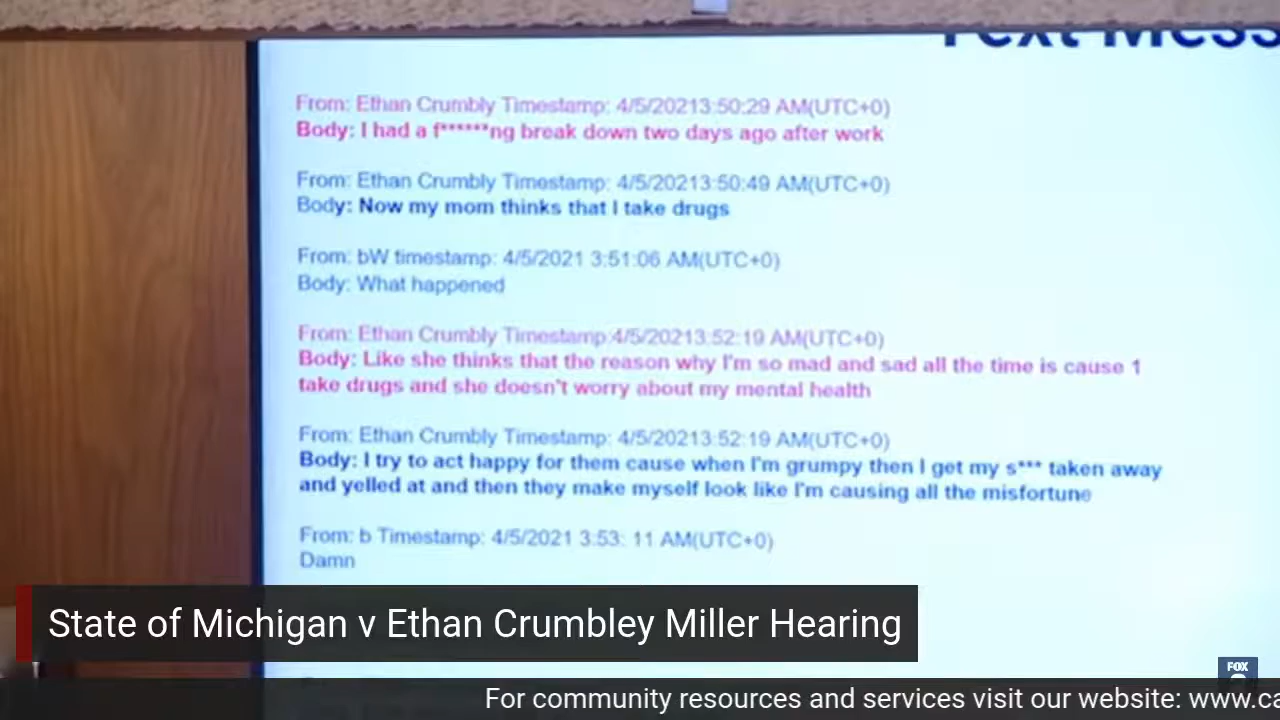 Text Mess
From: Ethan Crumbly Timestamp: 4/5/20213:50:29 AM(UTC+0)
Body: I had a f******ng break down two days ago after work
From: Ethan Crumbly Timestamp: 4/5/20213:50:49 AM(UTC+0)
Body: Now my mom thinks that I take drugs
From: bW timestamp: 4/5/2021 3:51:06 AM(UTC+0)
Body: What happened
From: Ethan Crumbly Timestamp:4/5/20213:52:19 AM(UTC+0)
Body: Like she thinks that the reason why I'm so mad and sad all the time is cause 1
take drugs and she doesn't worry about my mental health
From: Ethan Crumbly Timestamp: 4/5/20213:52:19 AM(UTC+0)
Body: I try to act happy for them cause when I'm grumpy then I get my s*** taken away
and yelled at and then they make myself look like I'm causing all the misfortune
From: b Timestamp: 4/5/2021 3:53: 11 AM(UTC+0)
Damn
State of Michigan v Ethan Crumbley Miller Hearing
FOX
For community resources and services visit our website: www.ca